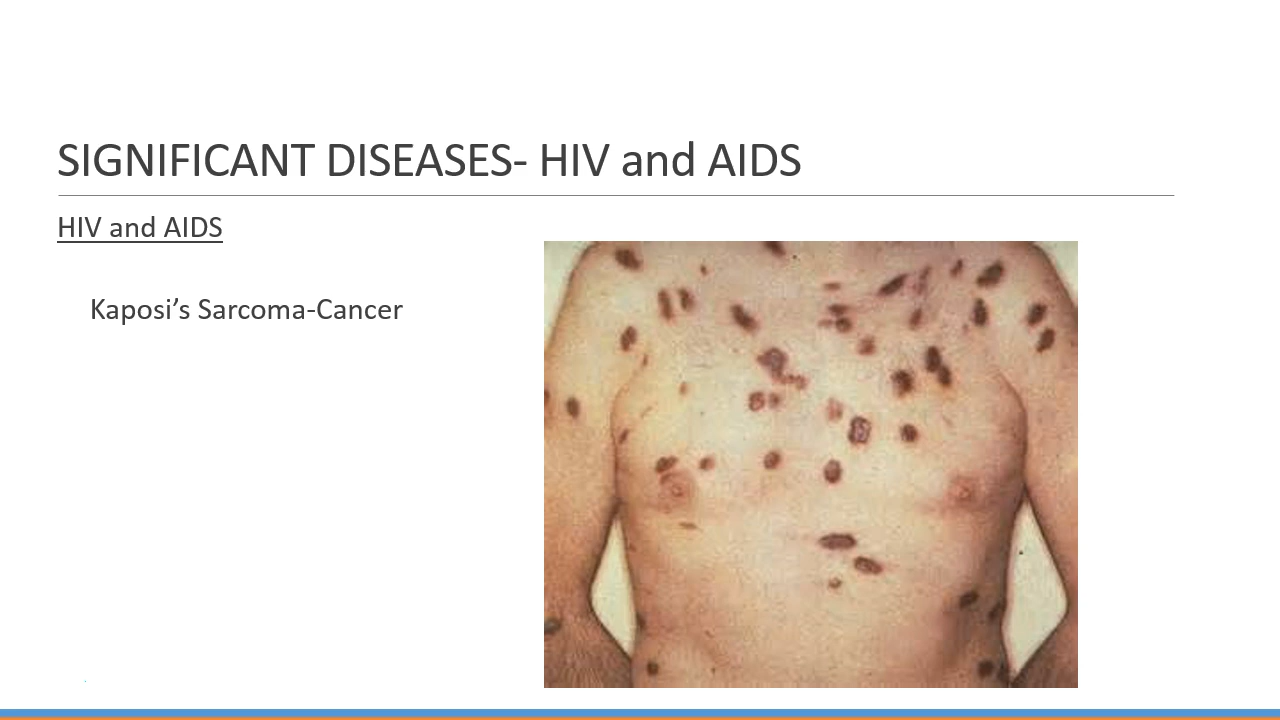 SIGNIFICANT DISEASES- HIV and AIDS
HIV and AIDS
Kaposi’s Sarcoma-Cancer